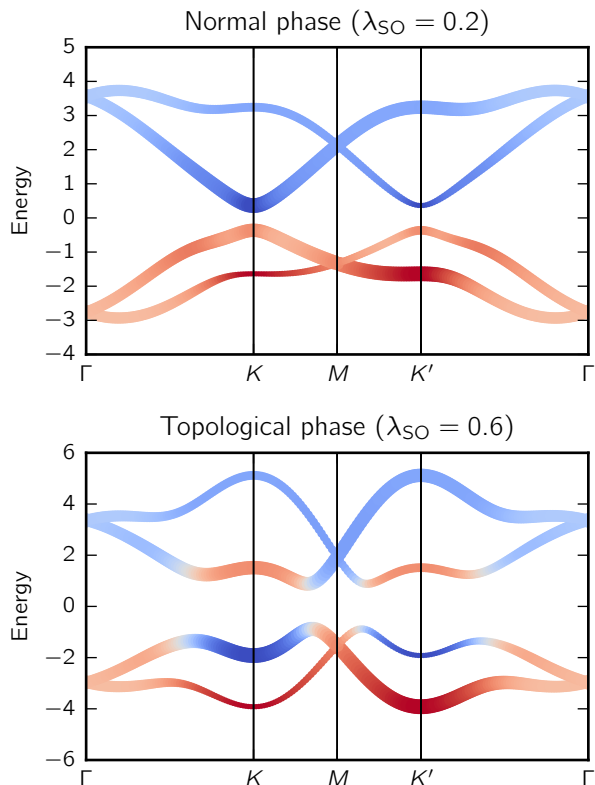 Normal phase (λSO = 0.2)
5
4
3
2
1
0
−1
−2
−3
−4
Energy
Γ K M K′ Γ
Topological phase (λSO = 0.6)
6
4
2
0
−2
−4
−6
Energy
Γ K M K′ Γ